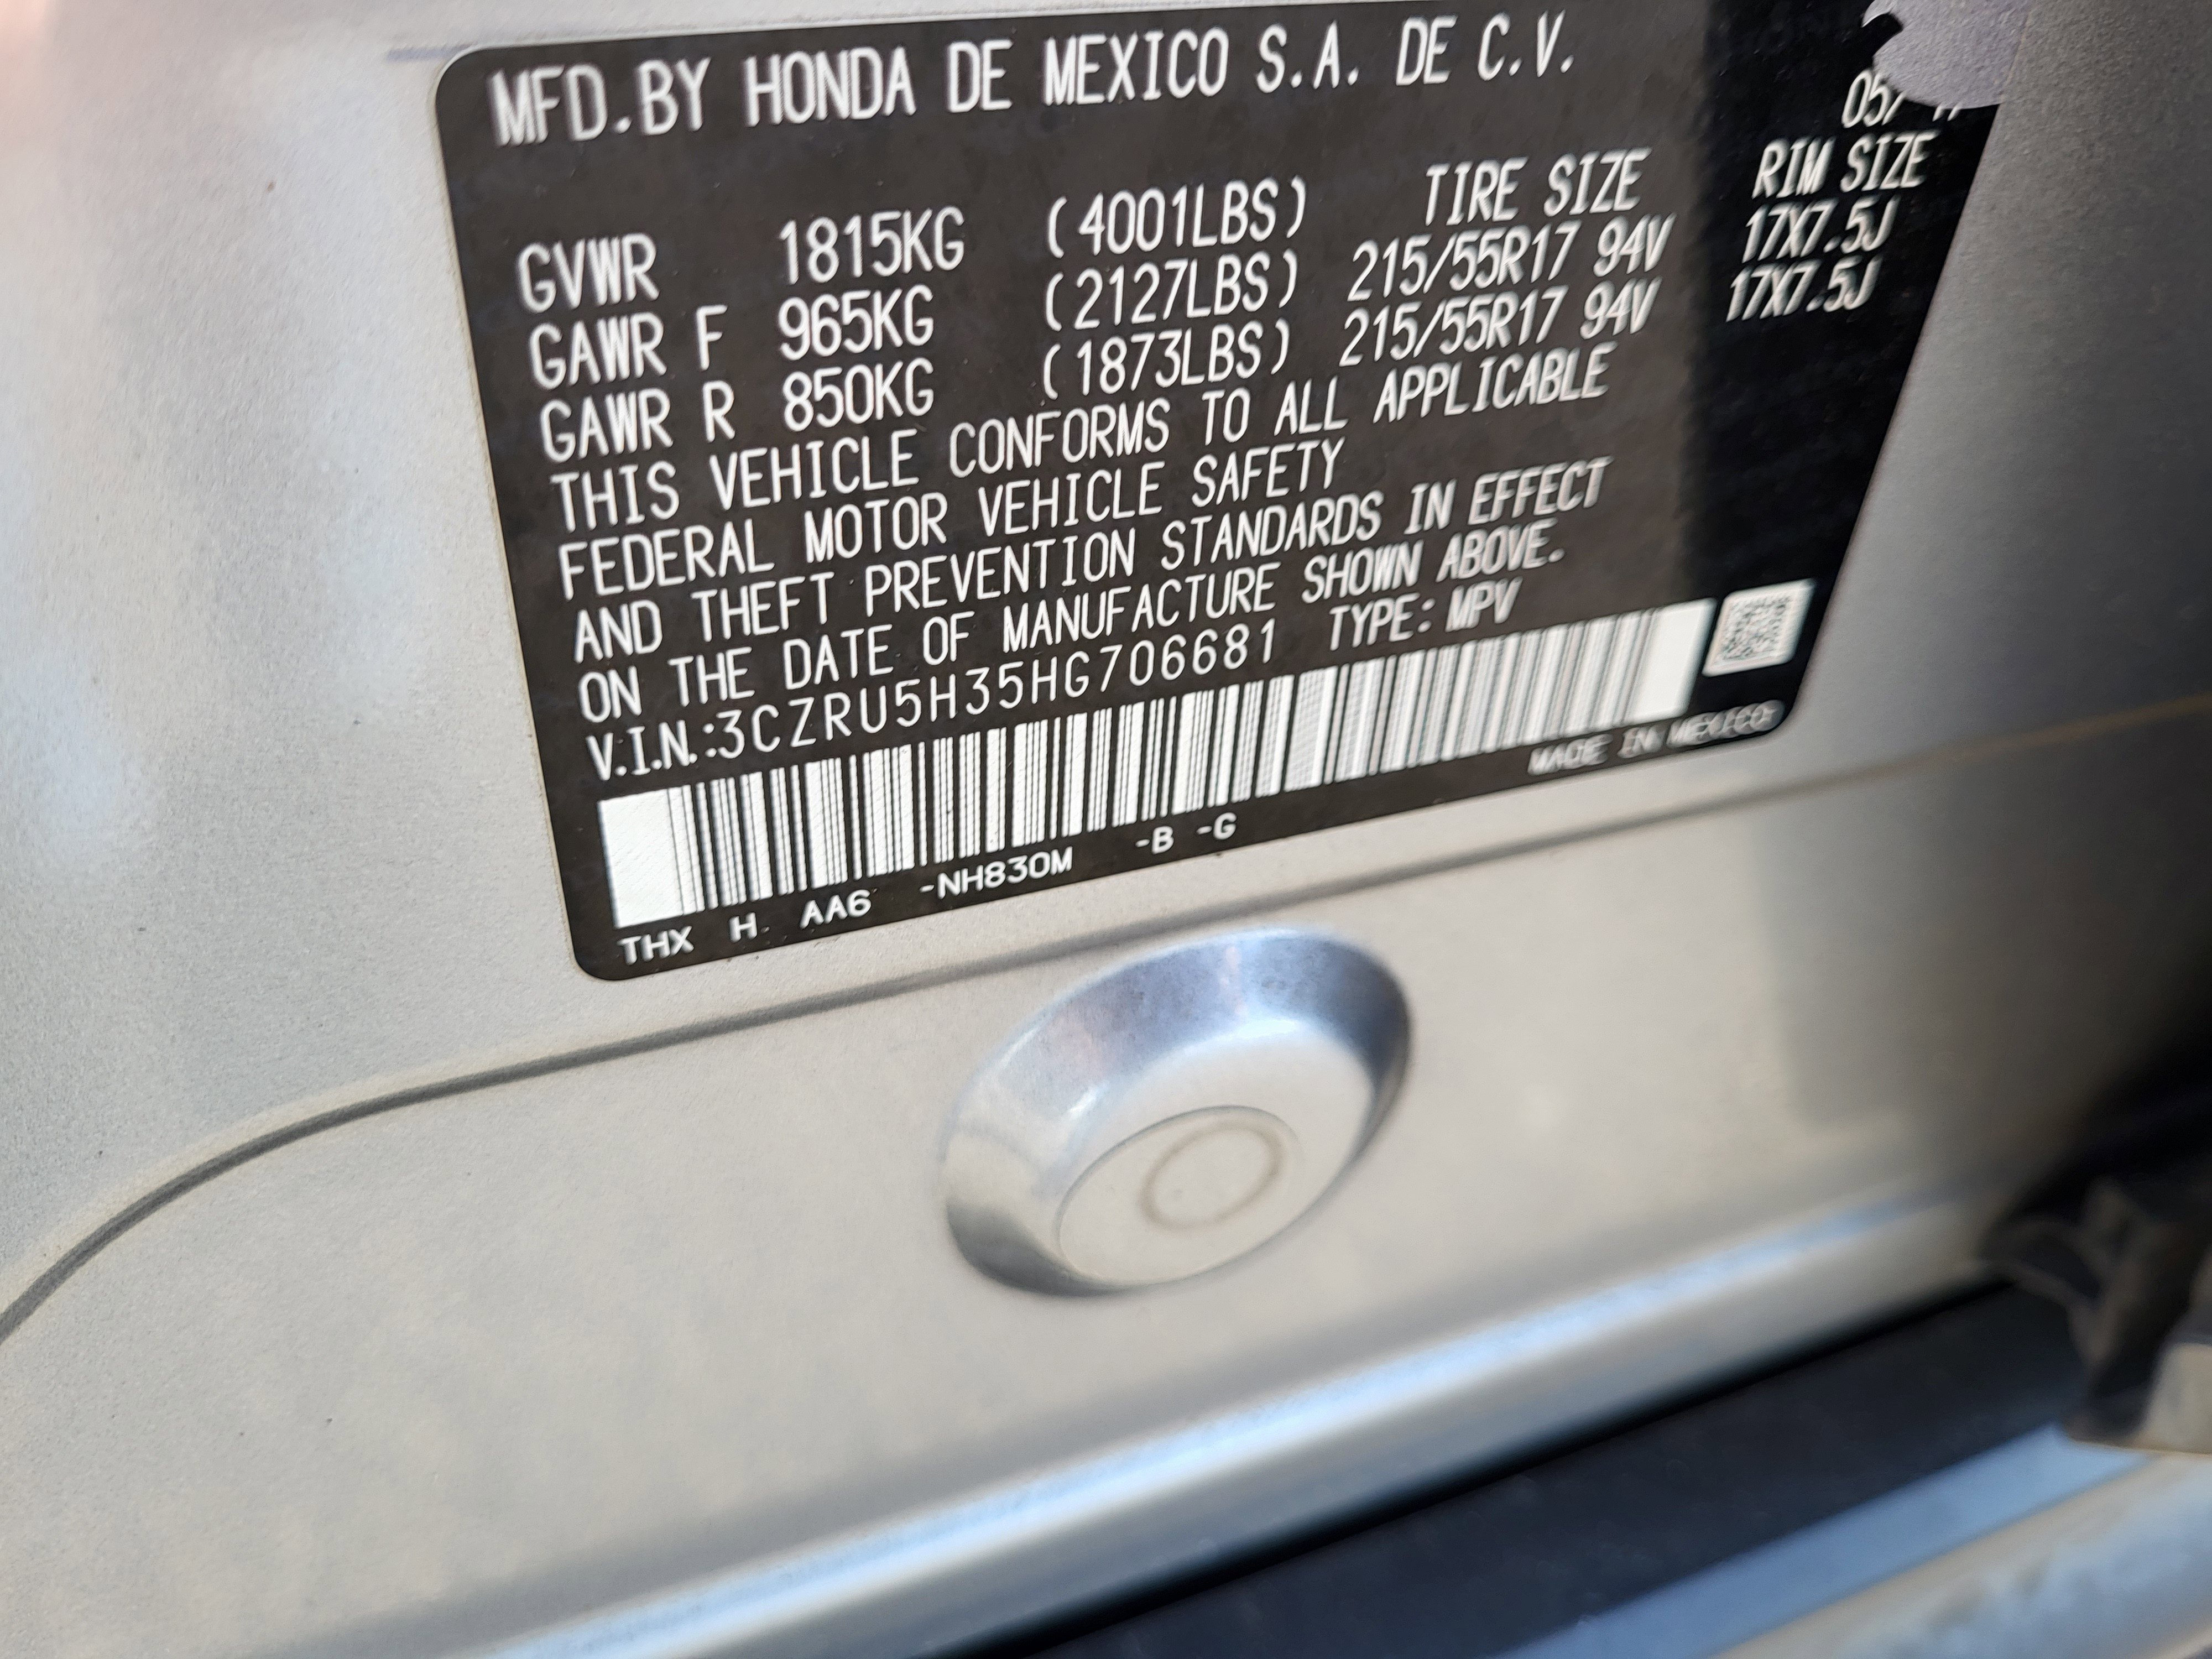 MFD.BY HONDA DE MEXICO S.A. DE C.V.
05/
TIRE SIZE RIM SIZE
GVWR 1815KG (4001LBS)
GAWR F 965KG (2127LBS) 215/55R17 94V 17X7.5J
GAWR R 850KG (1873LBS) 215/55R17 94V 17X7.5J
THIS VEHICLE CONFORMS TO ALL APPLICABLE
FEDERAL MOTOR VEHICLE SAFETY
AND THEFT PREVENTION STANDARDS IN EFFECT
ON THE DATE OF MANUFACTURE SHOWN ABOVE.
V.I.N.:3CZRU5H35HG706681 TYPE: MPV
MADE IN MEXICO
THX H AA6 -NH830M -B -G